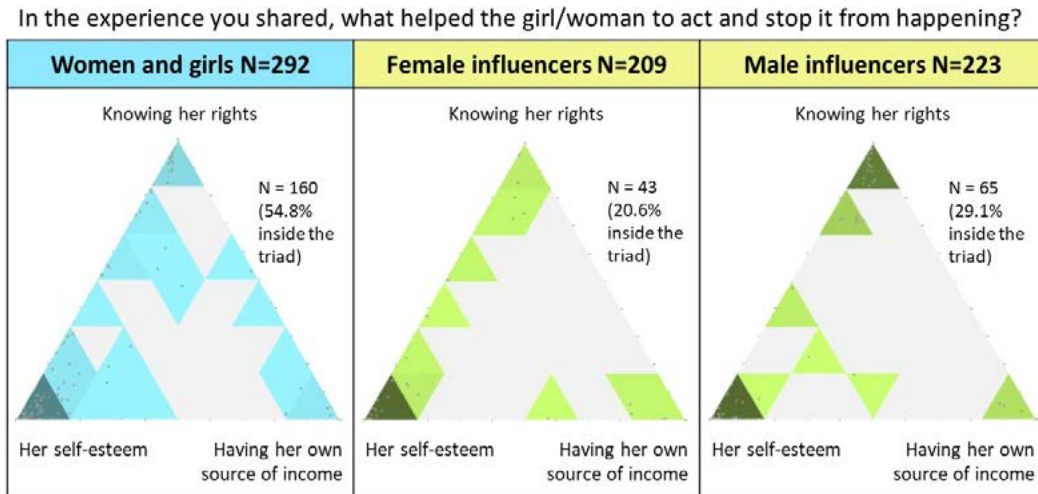 In the experience you shared, what helped the girl/woman to act and stop it from happening?
Women and girls N=292
Female influencers N=209
Male influencers N=223
Knowing her rights
N = 160
(54.8%
inside the
triad)
Her self-esteem
Having her own
source of income
Knowing her rights
N = 43
(20.6%
inside the
triad)
Her self-esteem
Having her own
source of income
Knowing her rights
N = 65
(29.1%
inside the
triad)
Her self-esteem
Having her own
source of income